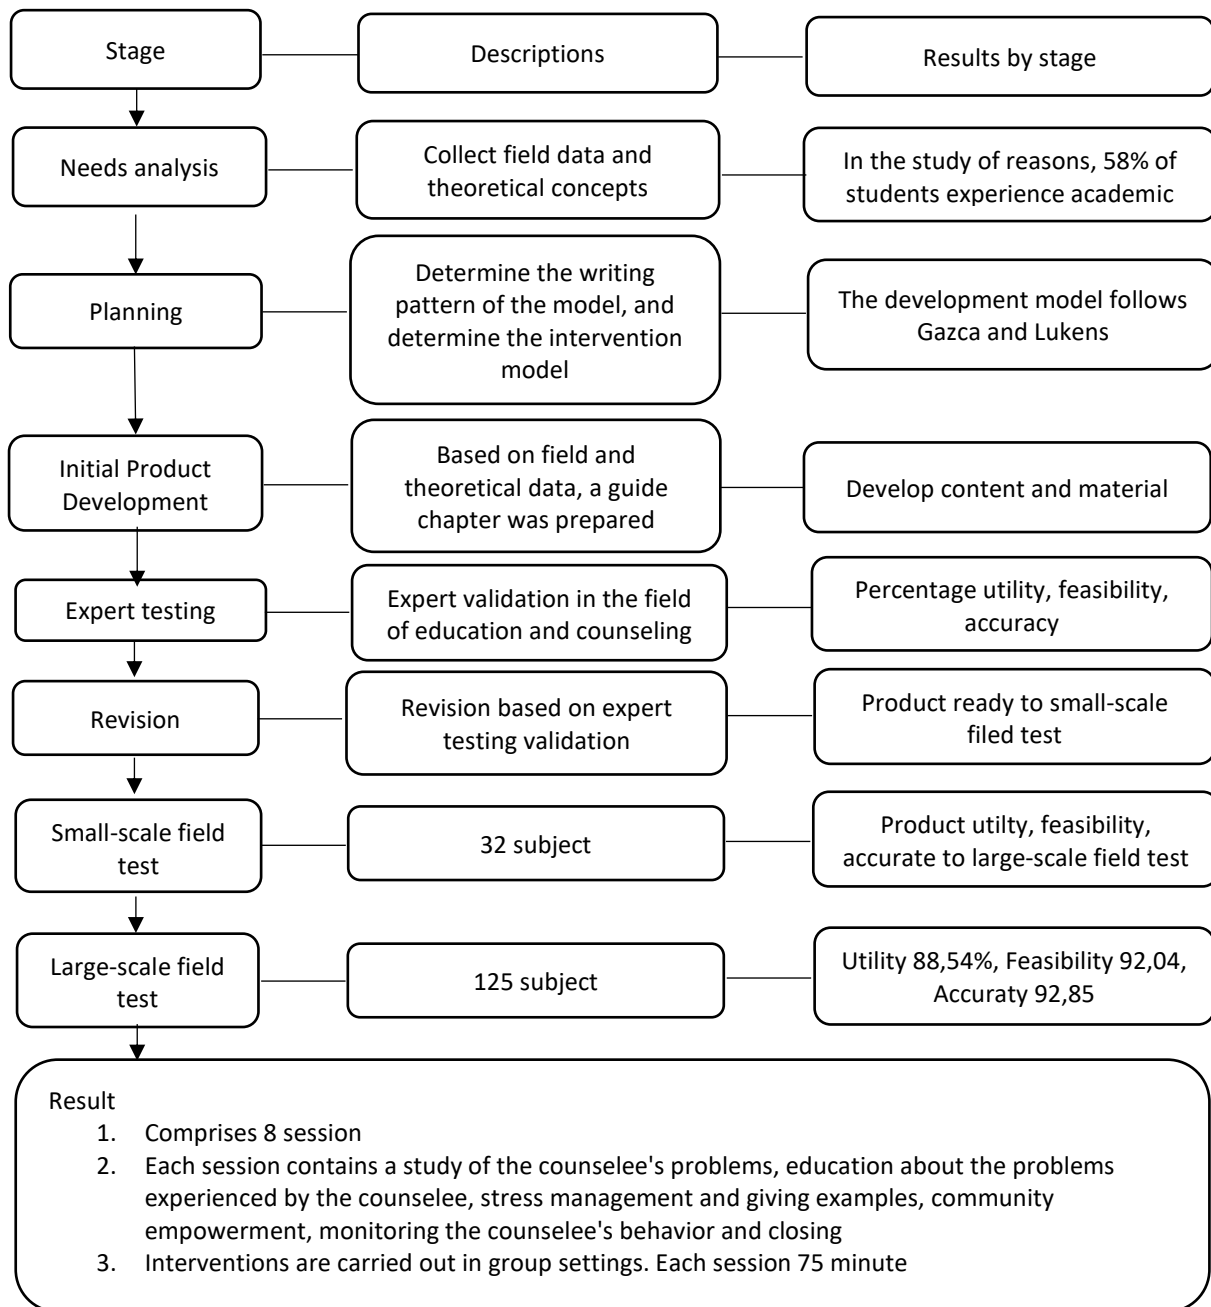 Stage
Descriptions
Results by stage
Needs analysis
Collect field data and
theoretical concepts
In the study of reasons, 58% of
students experience academic
Planning
Determine the writing
pattern of the model, and
determine the intervention
model
The development model follows
Gazca and Lukens
Initial Product
Development
Based on field and
theoretical data, a guide
chapter was prepared
Develop content and material
Expert testing
Expert validation in the field
of education and counseling
Percentage utility, feasibility,
accuracy
Revision
Revision based on expert
testing validation
Product ready to small-scale
filed test
Small-scale field
test
32 subject
Product utilty, feasibility,
accurate to large-scale field test
Large-scale field
test
125 subject
Utility 88,54%, Feasibility 92,04,
Accuraty 92,85
Result
1. Comprises 8 session
2. Each session contains a study of the counselee's problems, education about the problems
experienced by the counselee, stress management and giving examples, community
empowerment, monitoring the counselee's behavior and closing
3. Interventions are carried out in group settings. Each session 75 minute